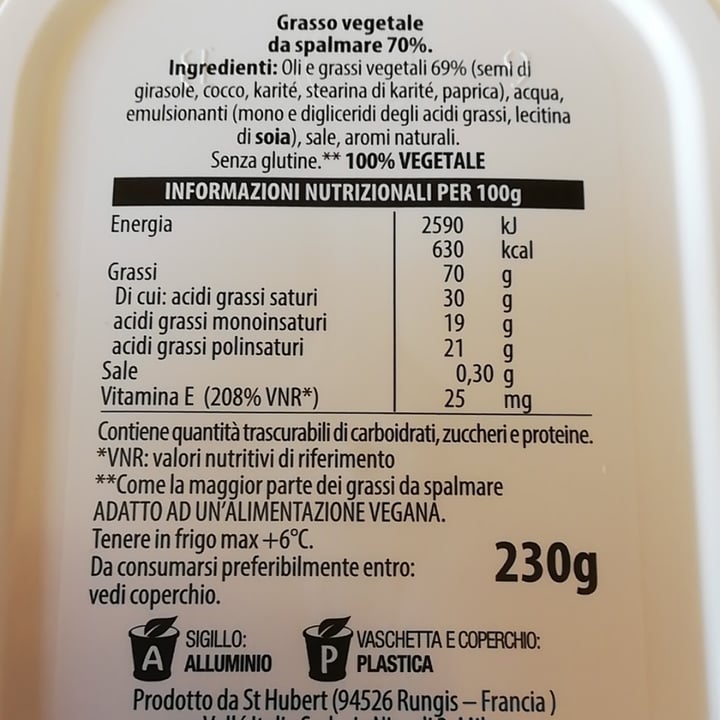 Grasso vegetale
da spalmare 70%.
Ingredienti: Oli e grassi vegetali 69% (semi di
girasole, cocco, karité, stearina di karité, paprica), acqua,
emulsionanti (mono e digliceridi degli acidi grassi, lecitina
di soia), sale, aromi naturali.
Senza glutine.** 100% VEGETALE
INFORMAZIONI NUTRIZIONALI PER 100g
Energia 2590 kJ
630 kcal
Grassi 70 g
Di cui: acidi grassi saturi 30 g
acidi grassi monoinsaturi 19 g
acidi grassi polinsaturi 21 g
Sale 0,30 g
Vitamina E (208% VNR*) 25 mg
Contiene quantità trascurabili di carboidrati, zuccheri e proteine.
*VNR: valori nutritivi di riferimento
**Come la maggior parte dei grassi da spalmare
ADATTO AD UN'ALIMENTAZIONE VEGANA.
Tenere in frigo max +6°C.
Da consumarsi preferibilmente entro:
vedi coperchio.
230g
A SIGILLO:
ALLUMINIO
P VASCHETTA E COPERCHIO:
PLASTICA
Prodotto da St Hubert (94526 Rungis – Francia)